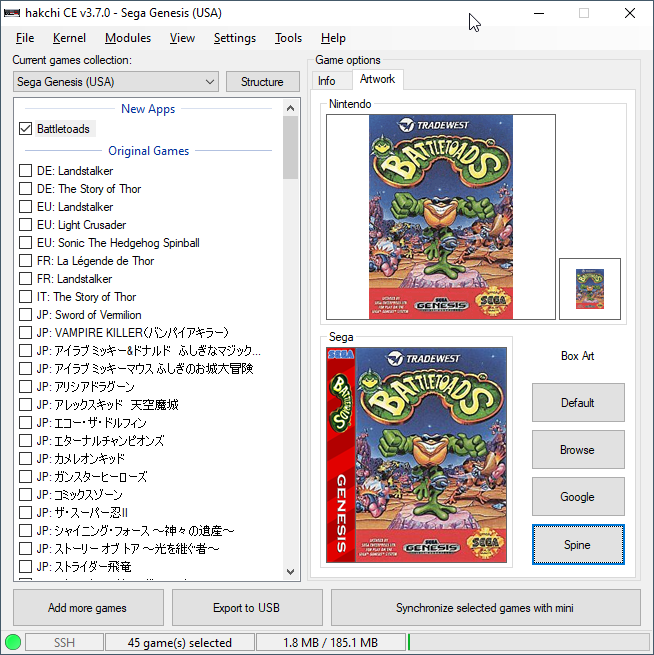 hakchi CE v3.7.0 - Sega Genesis (USA)
File Kernel Modules View Settings Tools Help
Current games collection:
Sega Genesis (USA)
Structure
New Apps
Battletoads
Original Games
DE: Landstalker
DE: The Story of Thor
EU: Landstalker
EU: Light Crusader
EU: Sonic The Hedgehog Spinball
FR: La Légende de Thor
FR: Landstalker
IT: The Story of Thor
JP: Sword of Vermilion
JP: VAMPIRE KILLER(バンパイアキラー)
JP: アイラブミッキー&ドナルド ふしぎなマジック...
JP: アイラブミッキーマウス ふしぎのお城大冒険
JP: アリシアドラグーン
JP: アレックスキッド 天空魔城
JP: エコー・ザ・ドルフィン
JP: エターナルチャンピオンズ
JP: カメレオンキッド
JP: ガンスターヒーローズ
JP: コミックスゾーン
JP: ザ・スーパー忍II
JP: シャイニング・フォース ～神々の遺産～
JP: ストーリー オブ トア ～光を継ぐ者～
JP: ストライダー飛竜
Game options
Info
Artwork
Nintendo
TRADEWEST
BATTLETOADS
GENESIS
SEGA
Sega
SEGA
BATTLETOADS
GENESIS
TRADEWEST
BATTLETOADS
GENESIS
SEGA
Box Art
Default
Browse
Google
Spine
Add more games
Export to USB
Synchronize selected games with mini
SSH
45 game(s) selected
1.8 MB / 185.1 MB